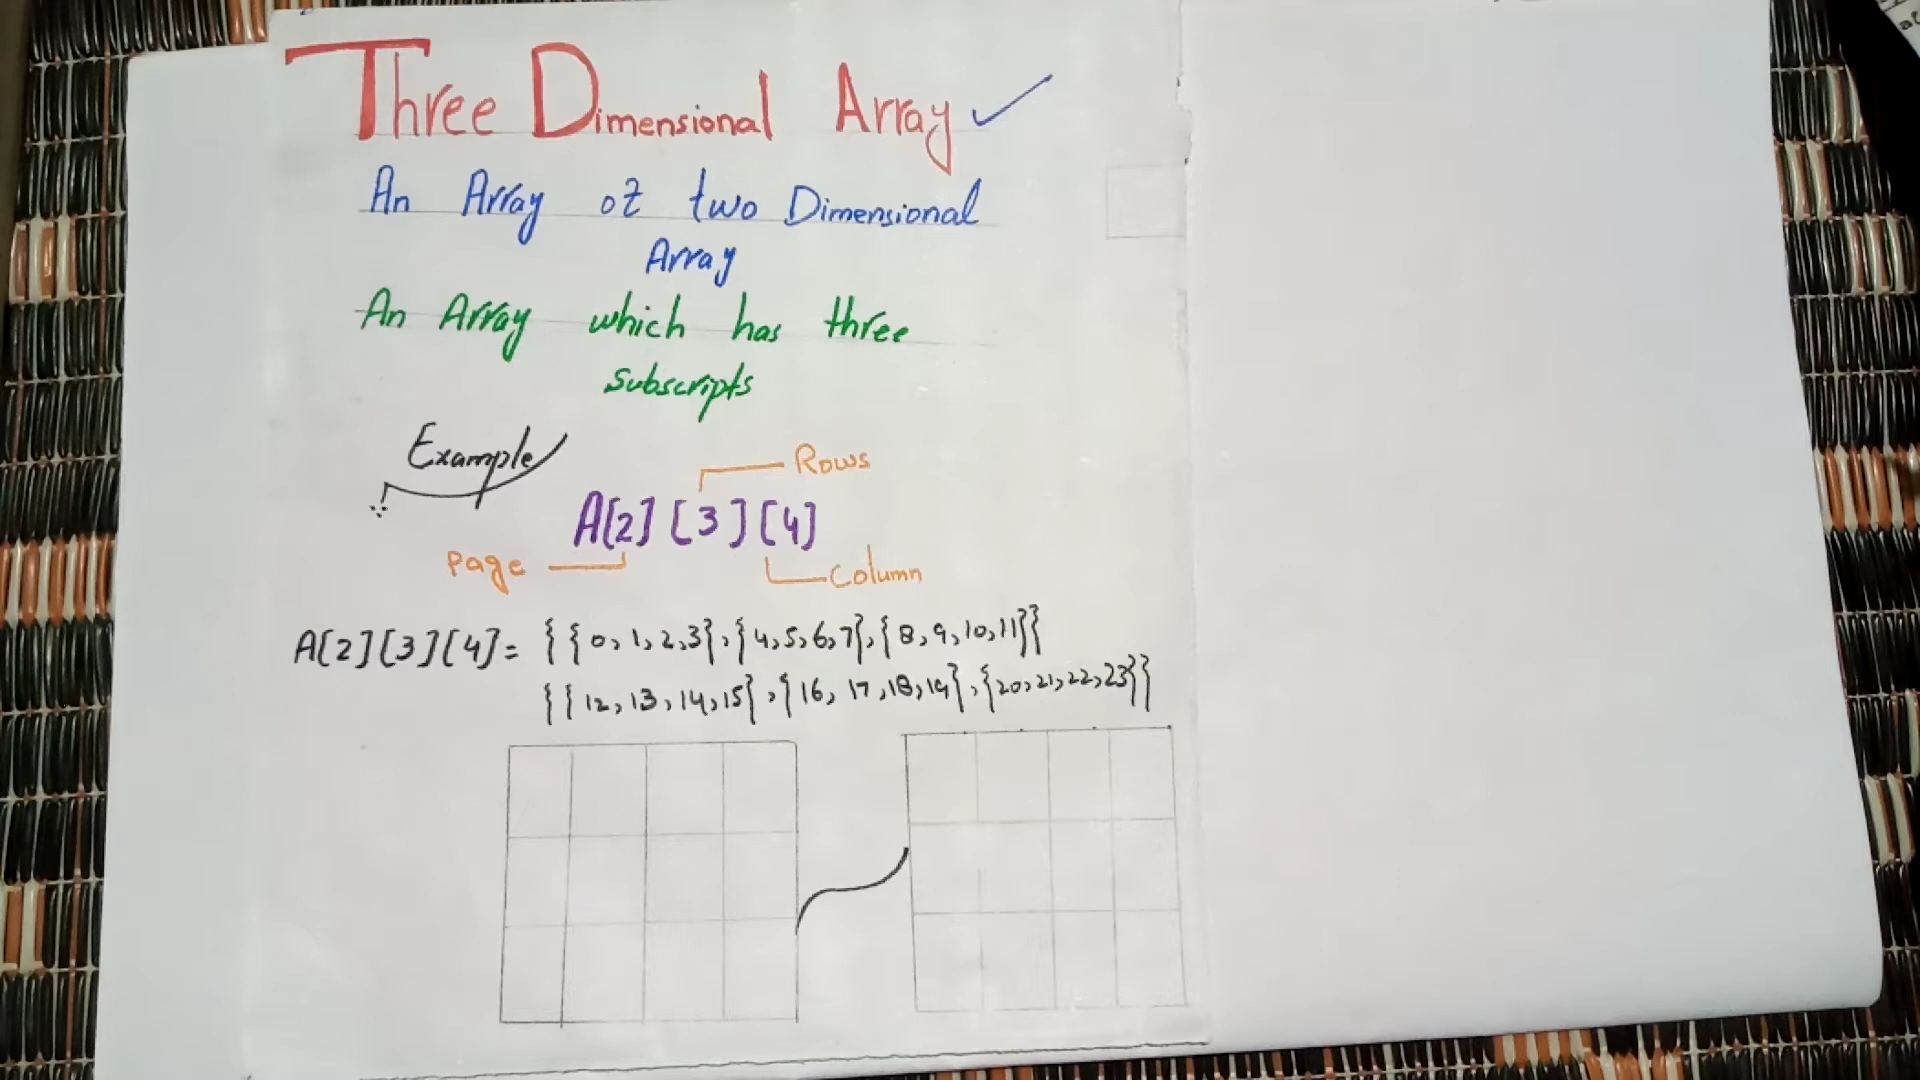 Three Dimensional Array ✓
An Array of two Dimensional
Array
An Array which has three
Subscripts
Example
Rows
A[2] [3] [4]
Page
Column
A[2][3][4]= {{0,1,2,3},{4,5,6,7},{8,9,10,11}}
{{12,13,14,15},{16,17,18,19},{20,21,22,23}}